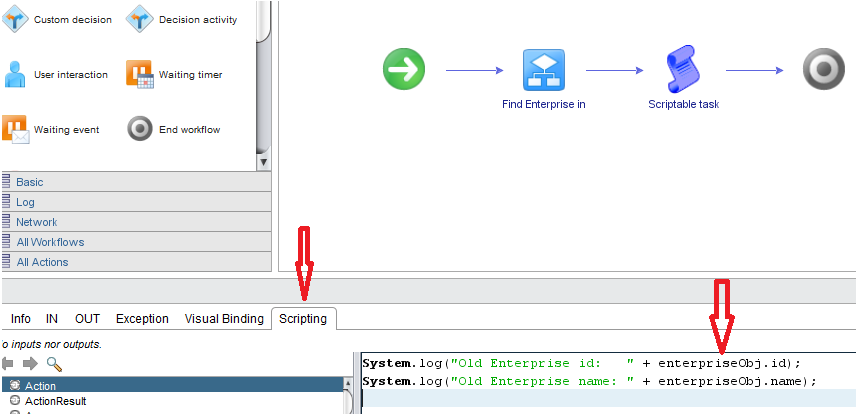 Custom decision
Decision activity
User interaction
Waiting timer
Waiting event
End workflow
Find Enterprise in
Scriptable task
Basic
Log
Network
All Workflows
All Actions
Info IN OUT Exception Visual Binding Scripting
o inputs nor outputs.
Action
ActionResult
System.log("Old Enterprise id:   " + enterpriseObj.id);
System.log("Old Enterprise name: " + enterpriseObj.name);